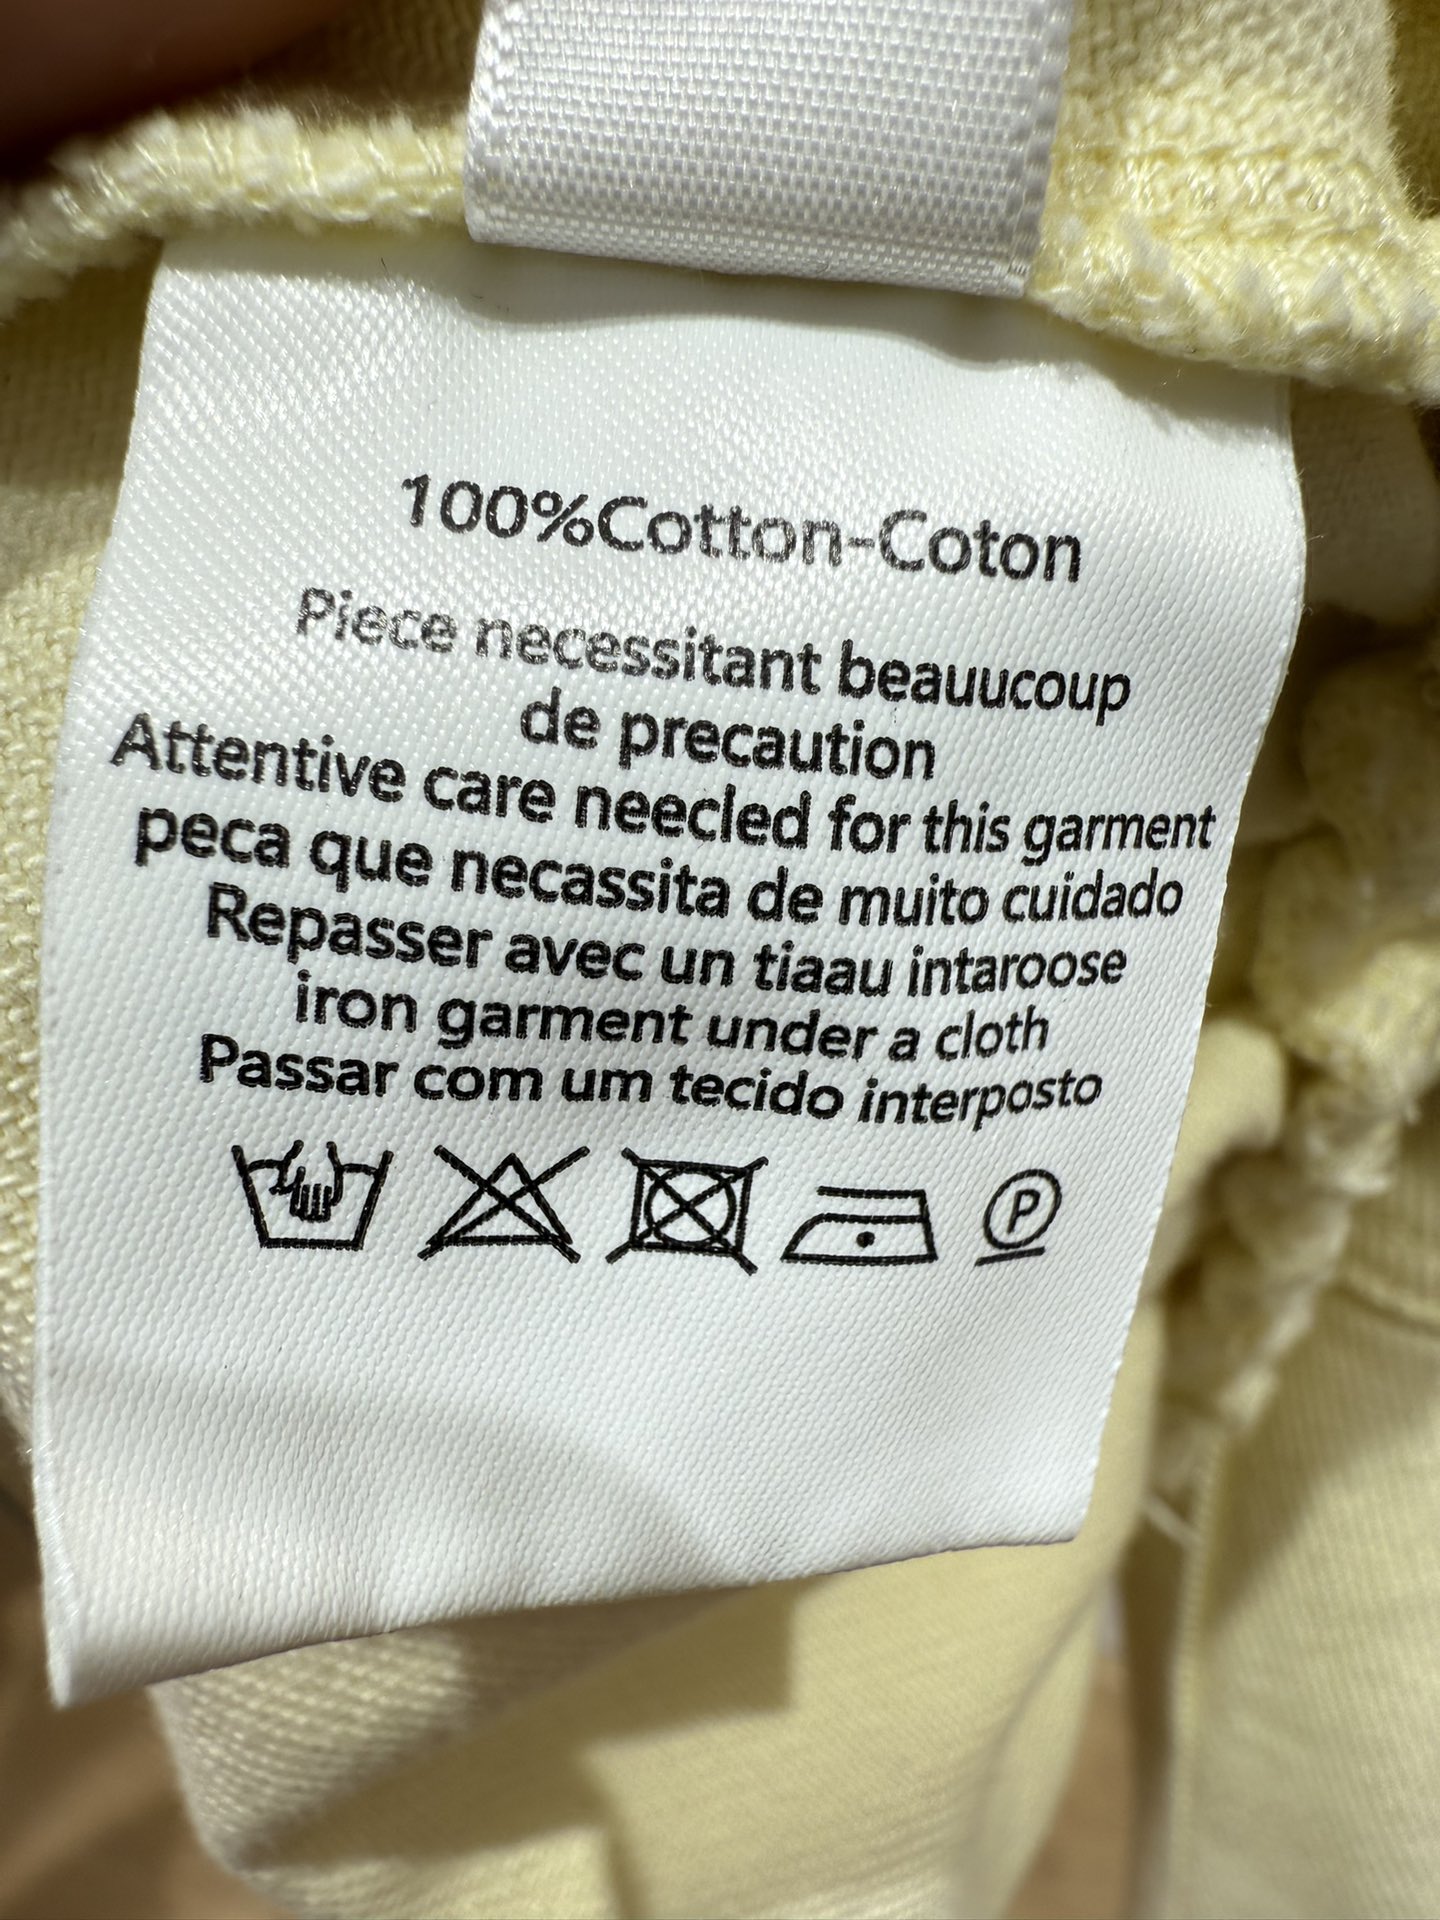 100%Cotton-Coton
Piece necessitant beauucoup
de precaution
Attentive care neecled for this garment
peca que necassita de muito cuidado
Repasser avec un tiaau intaroose
iron garment under a cloth
Passar com um tecido interposto
P